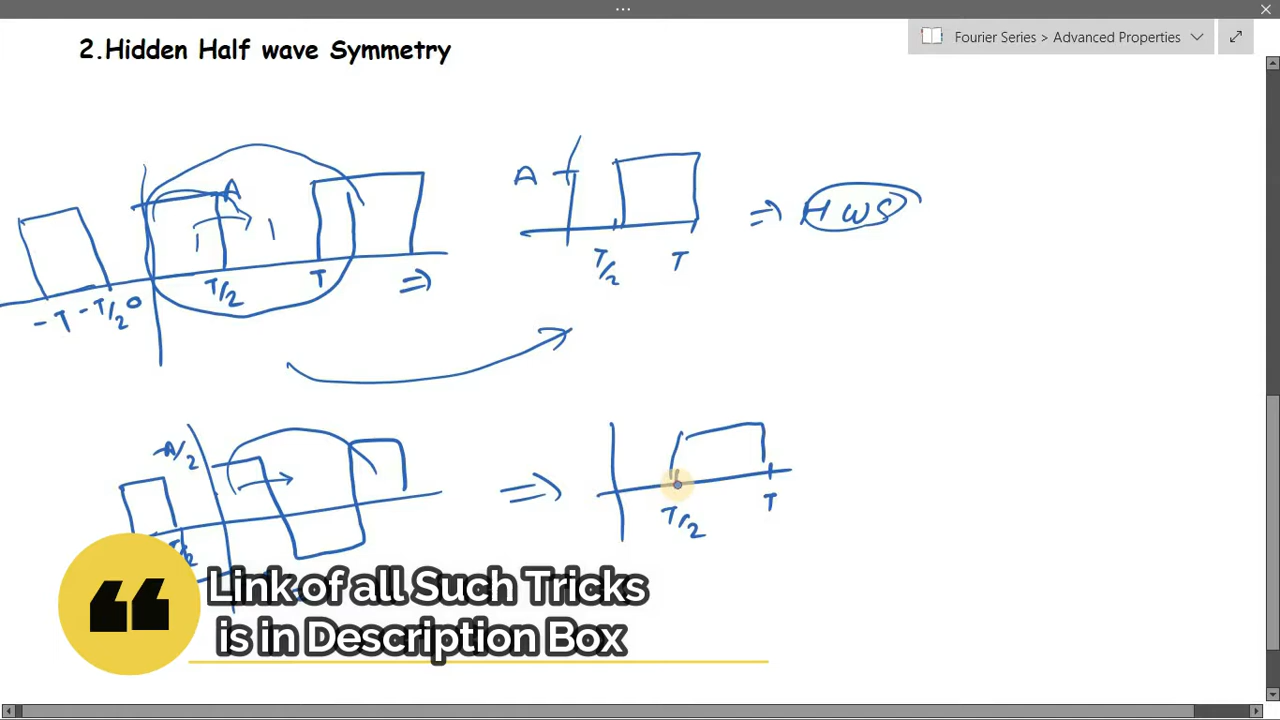 2.Hidden Half wave Symmetry
Fourier Series > Advanced Properties
A
-T -T/2 0 T/2 T ⇒
A
T/2 T
⇒ HWS
-A/2
⇒
T/2
T/2 T
Link of all Such Tricks
is in Description Box